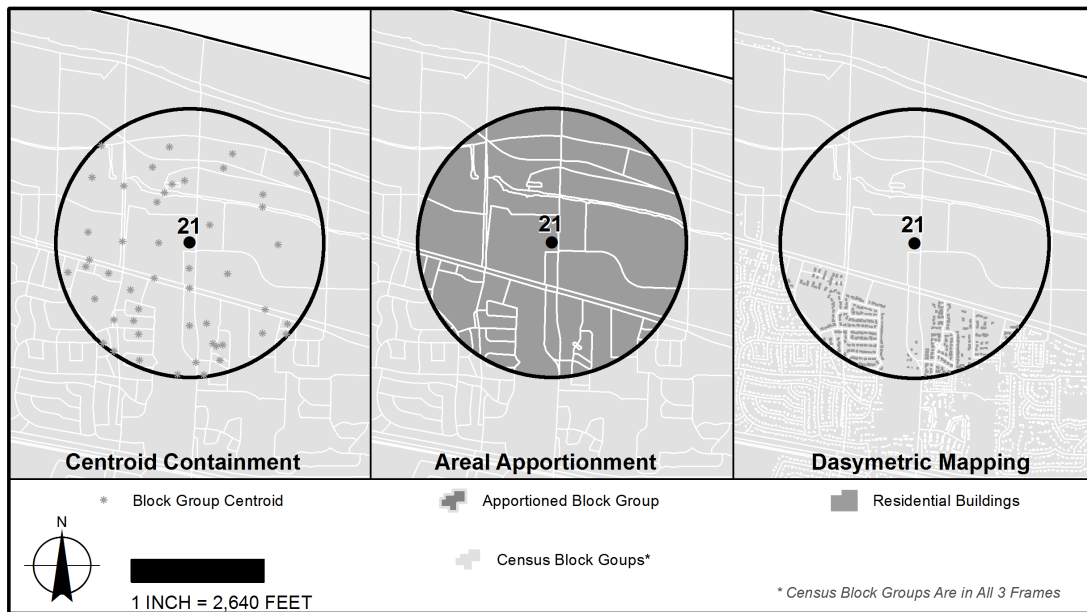 21
21
21
Centroid Containment
Areal Apportionment
Dasymetric Mapping
Block Group Centroid
Apportioned Block Group
Residential Buildings
N
Census Block Goups*
1 INCH = 2,640 FEET
* Census Block Groups Are in All 3 Frames